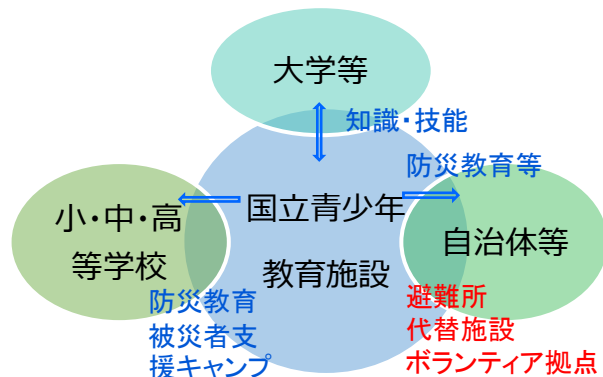 大学等
知識・技能
防災教育等
小・中・高
等学校
国立青少年
教育施設
自治体等
防災教育
被災者支
援キャンプ
避難所
代替施設
ボランティア拠点